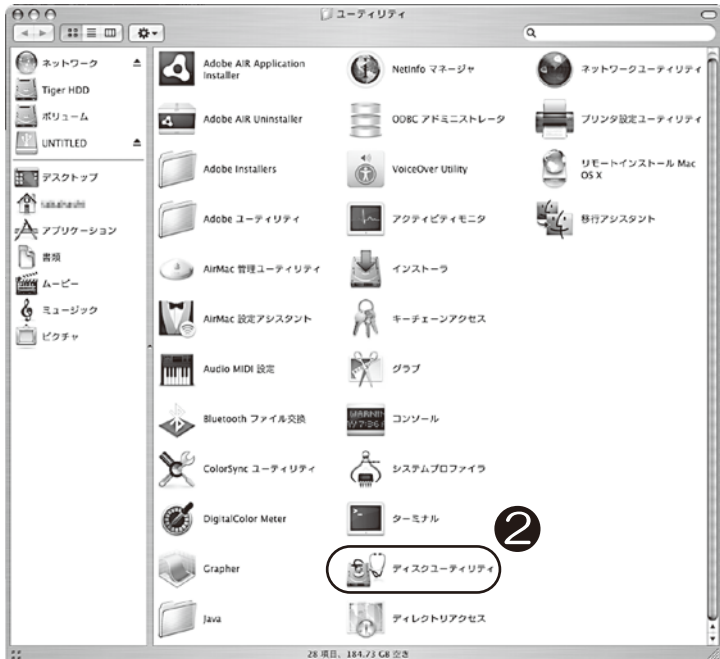 ユーティリティ
ネットワーク
Tiger HDD
ボリューム
UNTITLED
デスクトップ
アプリケーション
書類
ムービー
ミュージック
ピクチャ
Adobe AIR Application
Installer
Adobe AIR Uninstaller
Adobe Installers
Adobe ユーティリティ
AirMac 管理ユーティリティ
AirMac 設定アシスタント
Audio MIDI 設定
Bluetooth ファイル交換
ColorSync ユーティリティ
DigitalColor Meter
Grapher
Java
NetInfo マネージャ
ODBC アドミニストレータ
VoiceOver Utility
アクティビティモニタ
インストーラ
キーチェーンアクセス
グラブ
コンソール
システムプロファイラ
ターミナル
2
ディスクユーティリティ
ディレクトリアクセス
ネットワークユーティリティ
プリンタ設定ユーティリティ
リモートインストール Mac
OS X
移行アシスタント
28 項目、184.73 GB 空き